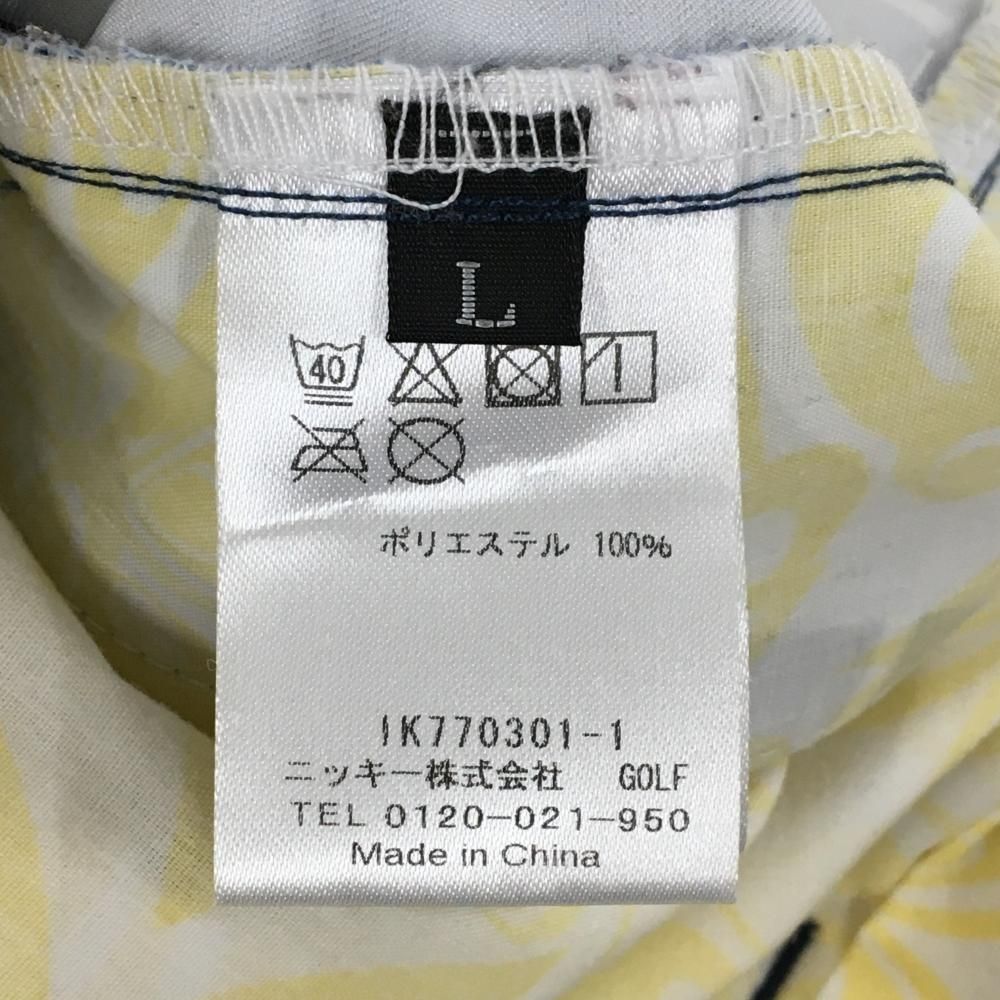 L
40
ポリエステル 100%
IK770301-1
ニッキー株式会社 GOLF
TEL 0120-021-950
Made in China